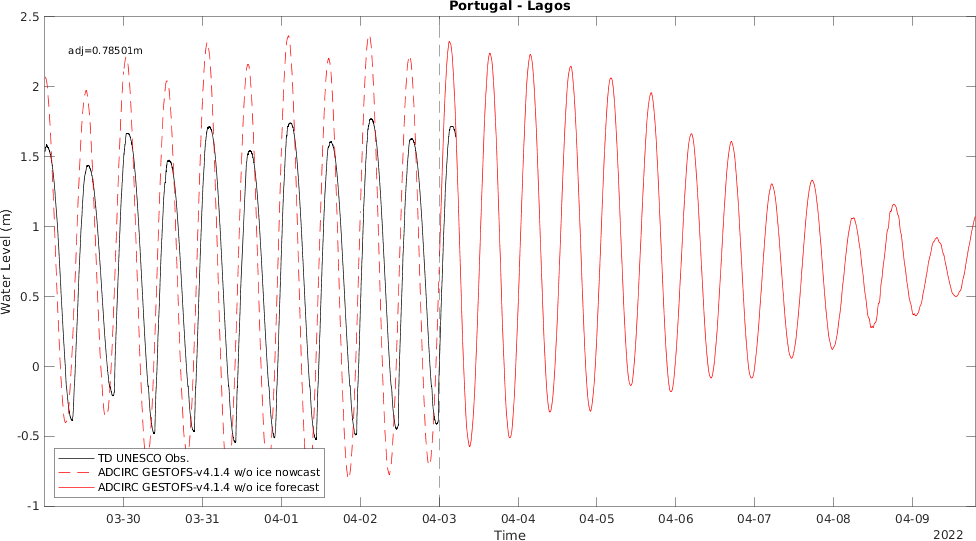 Portugal - Lagos
2.5
adj=0.78501m
2
1.5
1
0.5
0
-0.5
-1
Water Level (m)
TD UNESCO Obs.
ADCIRC GESTOFS-v4.1.4 w/o ice nowcast
ADCIRC GESTOFS-v4.1.4 w/o ice forecast
03-30 03-31 04-01 04-02 04-03 04-04 04-05 04-06 04-07 04-08 04-09
Time
2022